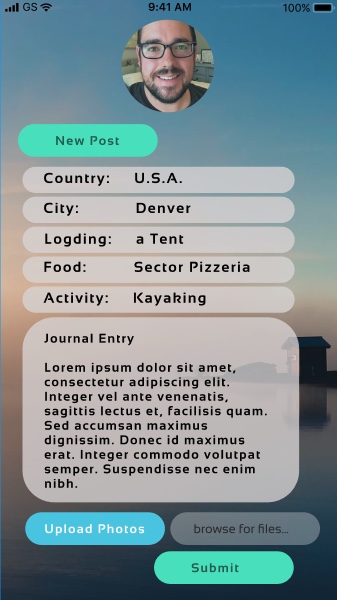 GS 9:41 AM 100%
New Post
Country: U.S.A.
City: Denver
Logding: a Tent
Food: Sector Pizzeria
Activity: Kayaking
Journal Entry
Lorem ipsum dolor sit amet,
consectetur adipiscing elit.
Integer vel ante venenatis,
sagittis lectus et, facilisis quam.
Sed accumsan maximus
dignissim. Donec id maximus
erat. Integer commodo volutpat
semper. Suspendisse nec enim
nibh.
Upload Photos browse for files...
Submit